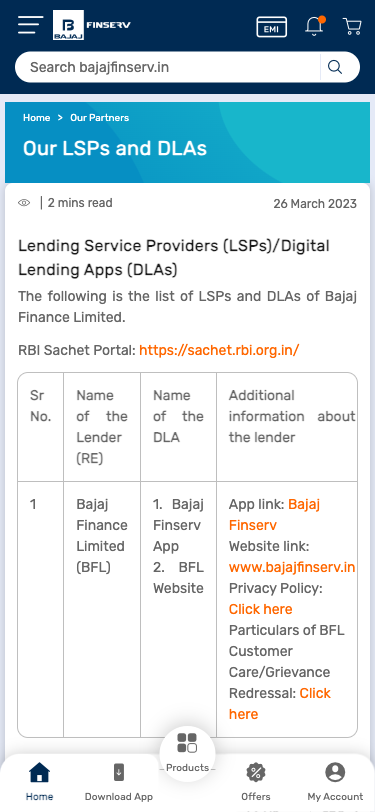 B
BAJAJ
FINSERV
EMI
Search bajajfinserv.in
Home > Our Partners
Our LSPs and DLAs
| 2 mins read
26 March 2023
Lending Service Providers (LSPs)/Digital
Lending Apps (DLAs)
The following is the list of LSPs and DLAs of Bajaj
Finance Limited.
RBI Sachet Portal: https://sachet.rbi.org.in/
Sr
No.
Name
of the
Lender
(RE)
Name
of the
DLA
Additional
information about
the lender
1
Bajaj
Finance
Limited
(BFL)
1. Bajaj
Finserv
App
2. BFL
Website
App link: Bajaj
Finserv
Website link:
www.bajajfinserv.in
Privacy Policy:
Click here
Particulars of BFL
Customer
Care/Grievance
Redressal: Click
here
Home
Download App
Products
Offers
My Account